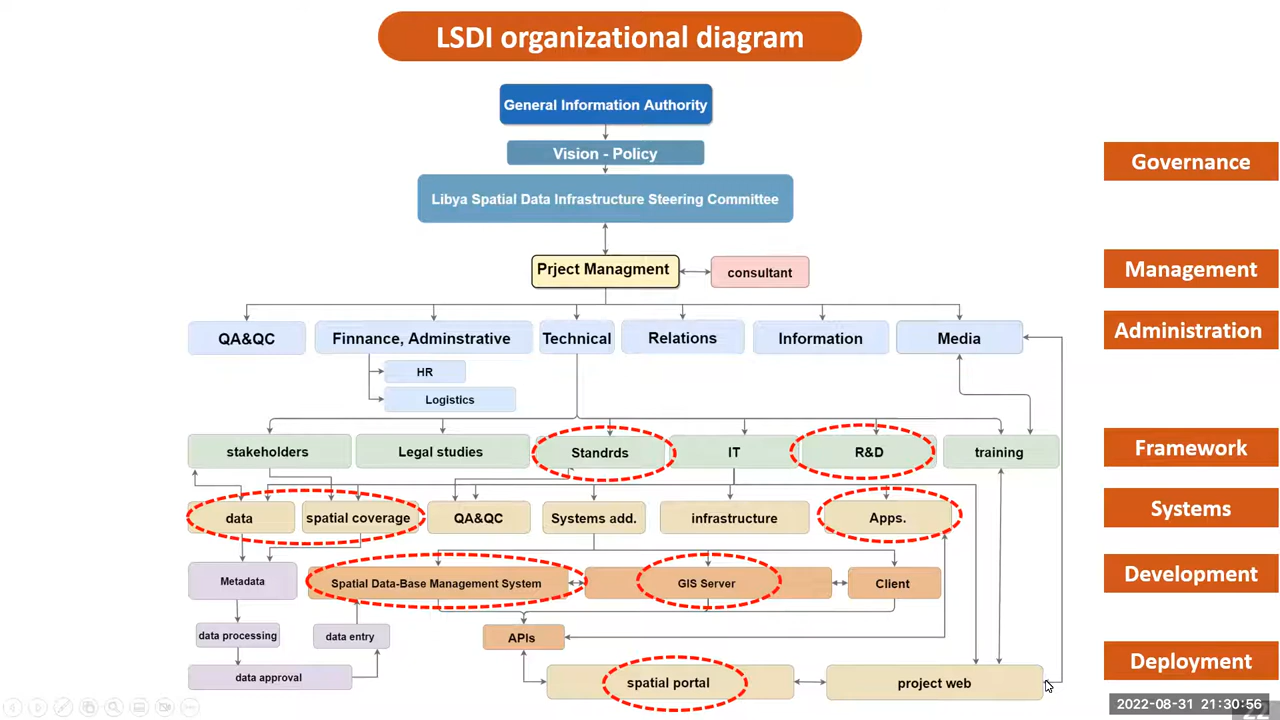 LSDI organizational diagram
General Information Authority
Vision - Policy
Governance
Libya Spatial Data Infrastructure Steering Committee
Prject Managment
consultant
Management
QA&QC
Finnance, Adminstrative
Technical
Relations
Information
Media
Administration
HR
Logistics
stakeholders
Legal studies
Standrds
IT
R&D
training
Framework
data
spatial coverage
QA&QC
Systems add.
infrastructure
Apps.
Systems
Metadata
Spatial Data-Base Management System
GIS Server
Client
Development
data processing
data entry
APIs
data approval
spatial portal
project web
Deployment
2022-08-31 21:30:56